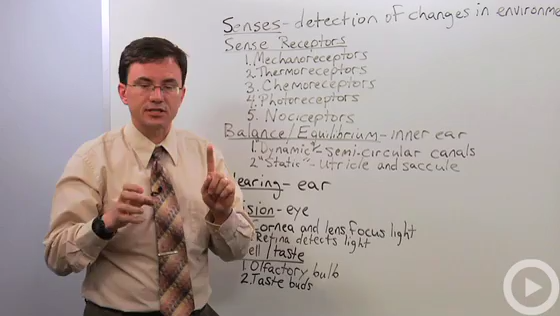 Senses - detection of changes in environme
Sense Receptors
1. Mechanoreceptors
2. Thermoreceptors
3. Chemoreceptors
4. Photoreceptors
5. Nociceptors
Balance/Equilibrium - inner ear
1. "Dynamic" - semi-circular canals
2. "Static" - utricle and saccule
earing - ear
ision - eye
Cornea and lens focus light
Retina detects light
ell/taste
1. Olfactory bulb
2. Taste buds